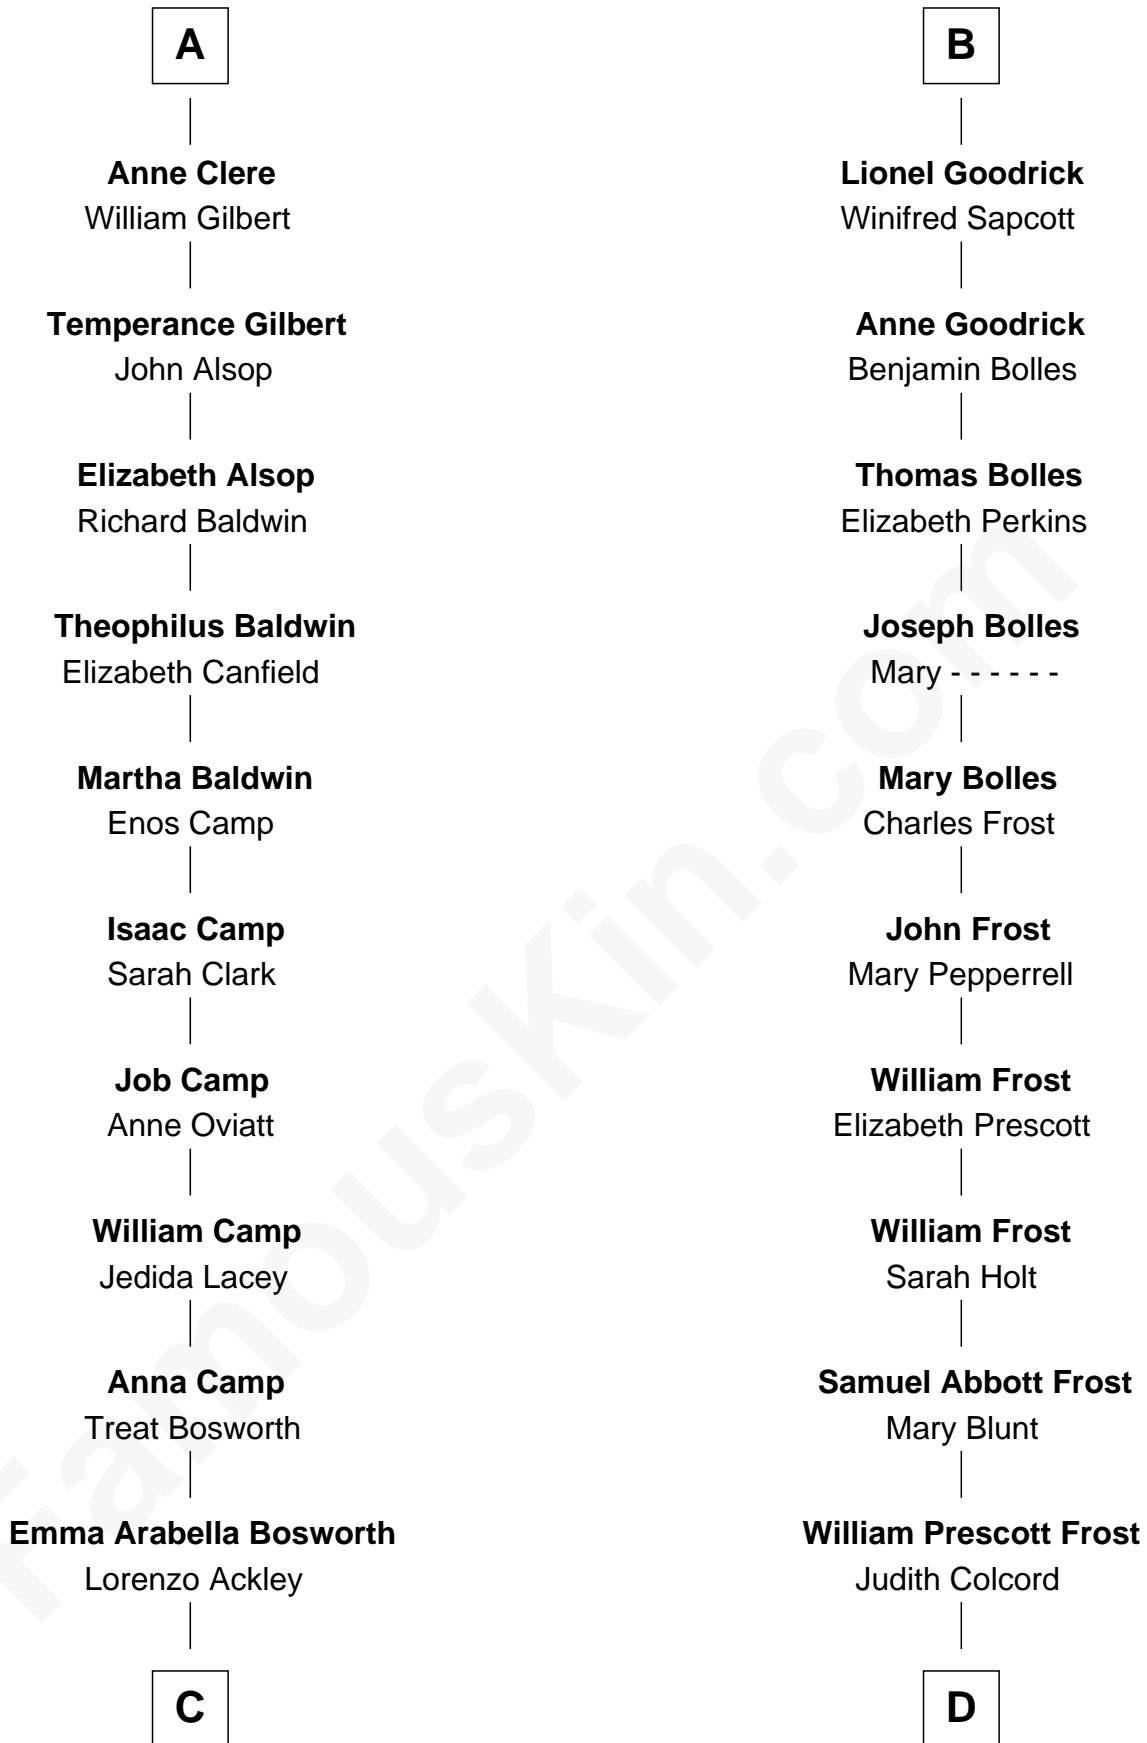 A
Anne Clere
William Gilbert
Temperance Gilbert
John Alsop
Elizabeth Alsop
Richard Baldwin
Theophilus Baldwin
Elizabeth Canfield
Martha Baldwin
Enos Camp
Isaac Camp
Sarah Clark
Job Camp
Anne Oviatt
William Camp
Jedida Lacey
Anna Camp
Treat Bosworth
Emma Arabella Bosworth
Lorenzo Ackley
C
B
Lionel Goodrick
Winifred Sapcott
Anne Goodrick
Benjamin Bolles
Thomas Bolles
Elizabeth Perkins
Joseph Bolles
Mary - - - - - -
Mary Bolles
Charles Frost
John Frost
Mary Pepperrell
William Frost
Elizabeth Prescott
William Frost
Sarah Holt
Samuel Abbott Frost
Mary Blunt
William Prescott Frost
Judith Colcord
D
FamousKin.com